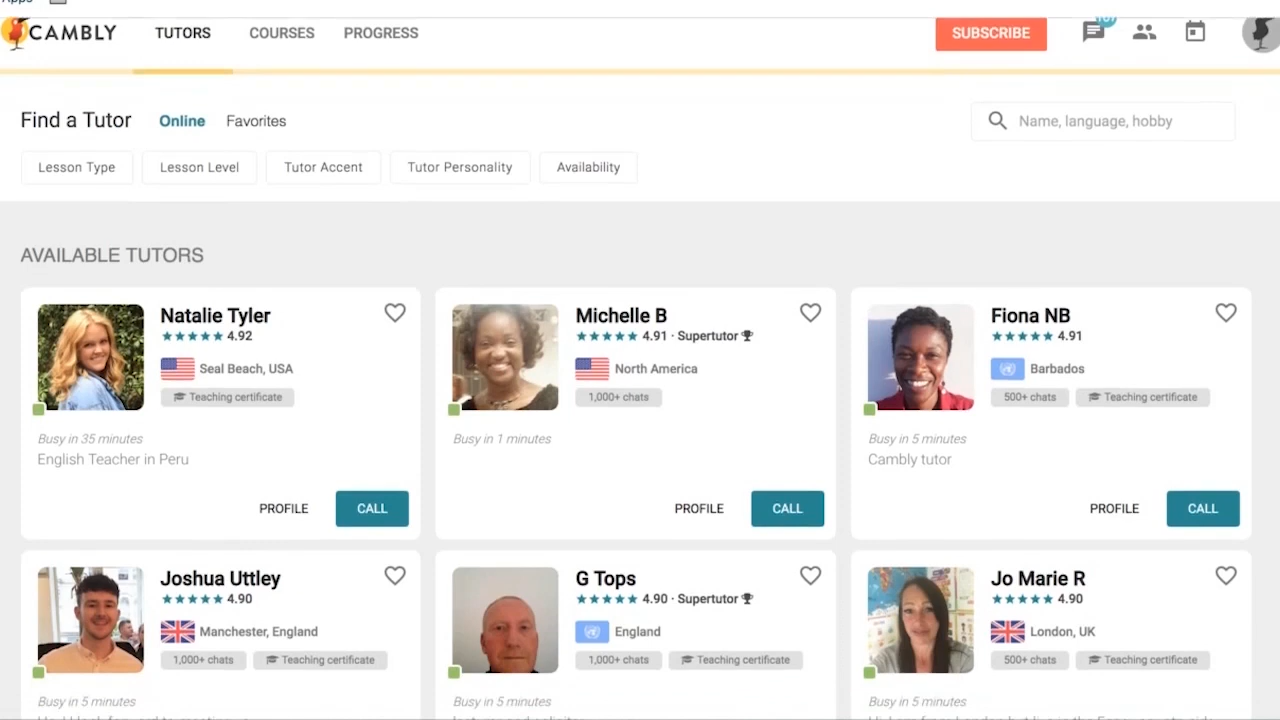 Apps
CAMBLY TUTORS COURSES PROGRESS SUBSCRIBE 167
Find a Tutor Online Favorites Name, language, hobby
Lesson Type Lesson Level Tutor Accent Tutor Personality Availability
AVAILABLE TUTORS
Natalie Tyler
4.92
Seal Beach, USA
Teaching certificate
Busy in 35 minutes
English Teacher in Peru
PROFILE CALL
Michelle B
4.91 · Supertutor
North America
1,000+ chats
Busy in 1 minutes
PROFILE CALL
Fiona NB
4.91
Barbados
500+ chats Teaching certificate
Busy in 5 minutes
Cambly tutor
PROFILE CALL
Joshua Uttley
4.90
Manchester, England
1,000+ chats Teaching certificate
Busy in 5 minutes
G Tops
4.90 · Supertutor
England
1,000+ chats Teaching certificate
Busy in 5 minutes
Jo Marie R
4.90
London, UK
500+ chats Teaching certificate
Busy in 5 minutes